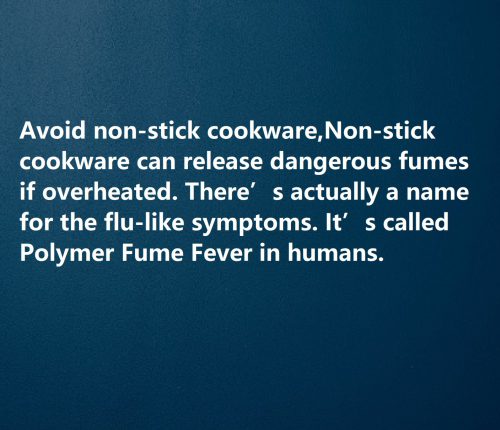 Avoid non-stick cookware,Non-stick
cookware can release dangerous fumes
if overheated. There’s actually a name
for the flu-like symptoms. It’s called
Polymer Fume Fever in humans.